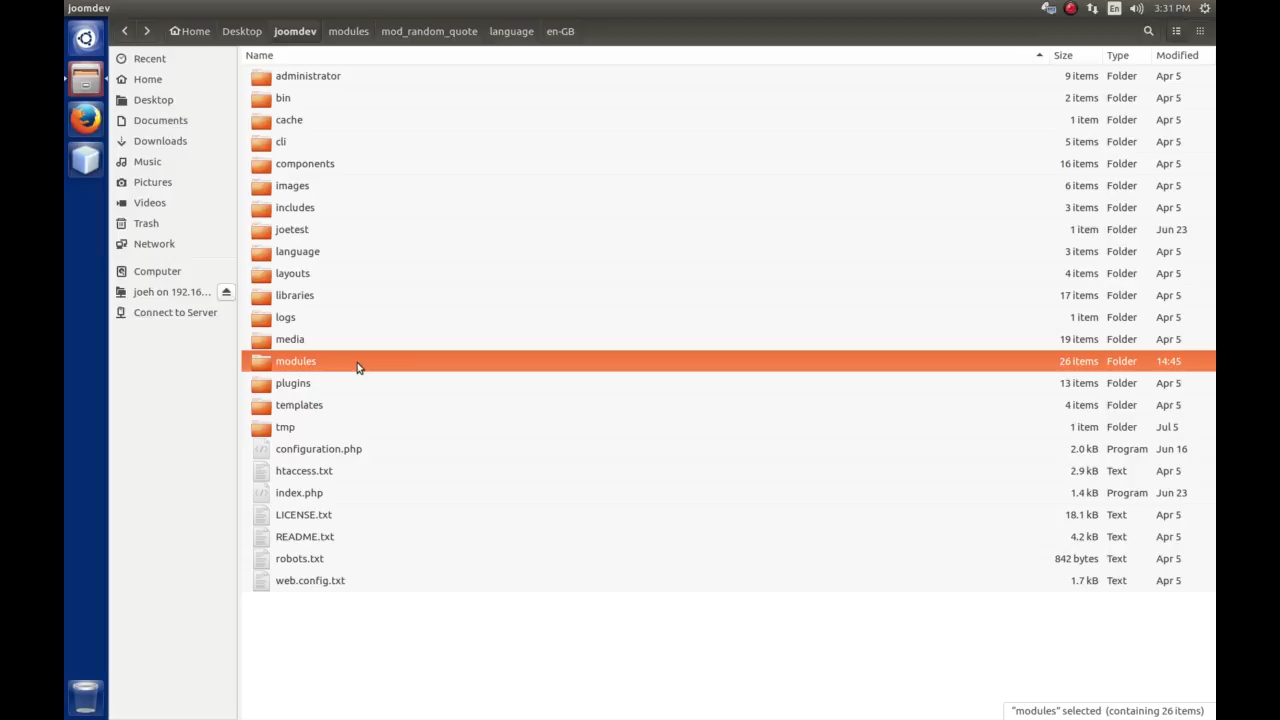 joomdev
En
3:31 PM
Home Desktop joomdev modules mod_random_quote language en-GB
Recent
Home
Desktop
Documents
Downloads
Music
Pictures
Videos
Trash
Network
Computer
joeh on 192.16...
Connect to Server
Name Size Type Modified
administrator 9 items Folder Apr 5
bin 2 items Folder Apr 5
cache 1 item Folder Apr 5
cli 5 items Folder Apr 5
components 16 items Folder Apr 5
images 6 items Folder Apr 5
includes 3 items Folder Apr 5
joetest 1 item Folder Jun 23
language 3 items Folder Apr 5
layouts 4 items Folder Apr 5
libraries 17 items Folder Apr 5
logs 1 item Folder Apr 5
media 19 items Folder Apr 5
modules 26 items Folder 14:45
plugins 13 items Folder Apr 5
templates 4 items Folder Apr 5
tmp 1 item Folder Jul 5
configuration.php 2.0 kB Program Jun 16
htaccess.txt 2.9 kB Text Apr 5
index.php 1.4 kB Program Jun 23
LICENSE.txt 18.1 kB Text Apr 5
README.txt 4.2 kB Text Apr 5
robots.txt 842 bytes Text Apr 5
web.config.txt 1.7 kB Text Apr 5
"modules" selected (containing 26 items)